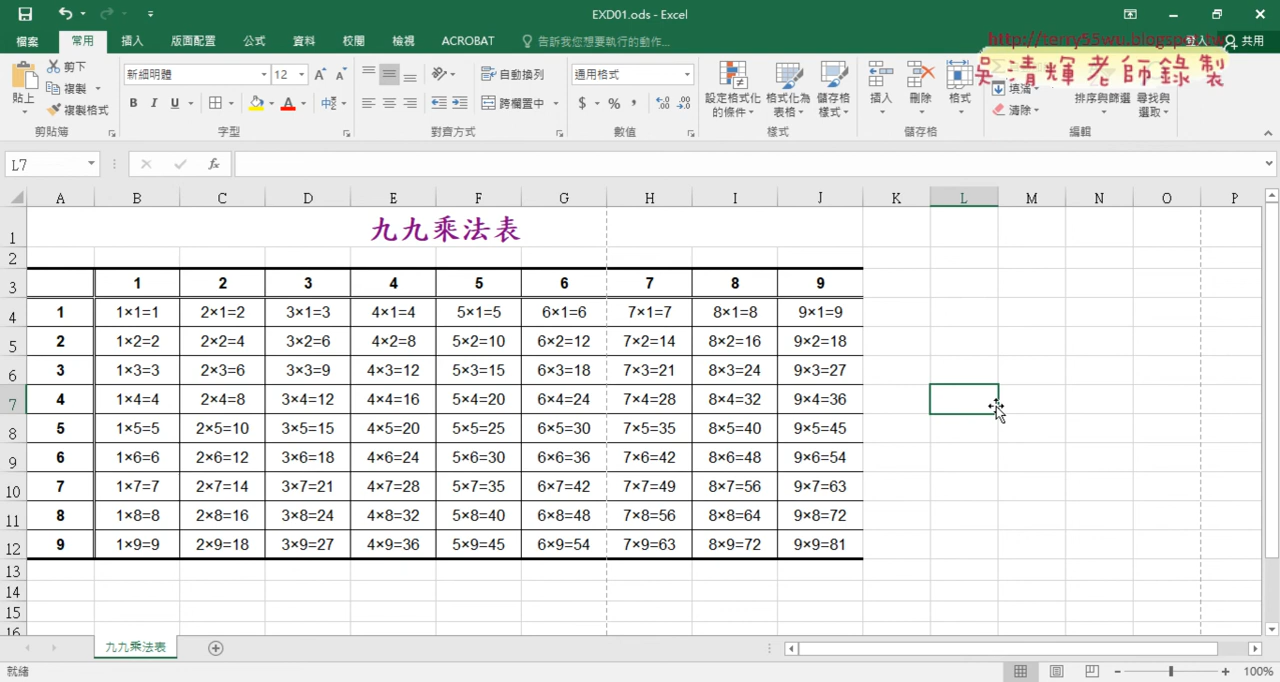 EXD01.ods - Excel
檔案 常用 插入 版面配置 公式 資料 校閱 檢視 ACROBAT 告訴我您想要執行的動作... 登入 共用
http://terry55wu.blogspot.tw
吳清輝老師錄製
貼上 剪下 複製 複製格式 剪貼簿
新細明體 12 A A B I U A 中 字型
自動換列 跨欄置中 對齊方式
通用格式 $ % , 數值
設定格式化的條件 格式化為表格 儲存格樣式 樣式
插入 刪除 格式 儲存格
填滿 清除 排序與篩選 尋找與選取 編輯
L7 fx
A B C D E F G H I J K L M N O P
1 九九乘法表
2
3 1 2 3 4 5 6 7 8 9
4 1 1×1=1 2×1=2 3×1=3 4×1=4 5×1=5 6×1=6 7×1=7 8×1=8 9×1=9
5 2 1×2=2 2×2=4 3×2=6 4×2=8 5×2=10 6×2=12 7×2=14 8×2=16 9×2=18
6 3 1×3=3 2×3=6 3×3=9 4×3=12 5×3=15 6×3=18 7×3=21 8×3=24 9×3=27
7 4 1×4=4 2×4=8 3×4=12 4×4=16 5×4=20 6×4=24 7×4=28 8×4=32 9×4=36
8 5 1×5=5 2×5=10 3×5=15 4×5=20 5×5=25 6×5=30 7×5=35 8×5=40 9×5=45
9 6 1×6=6 2×6=12 3×6=18 4×6=24 5×6=30 6×6=36 7×6=42 8×6=48 9×6=54
10 7 1×7=7 2×7=14 3×7=21 4×7=28 5×7=35 6×7=42 7×7=49 8×7=56 9×7=63
11 8 1×8=8 2×8=16 3×8=24 4×8=32 5×8=40 6×8=48 7×8=56 8×8=64 9×8=72
12 9 1×9=9 2×9=18 3×9=27 4×9=36 5×9=45 6×9=54 7×9=63 8×9=72 9×9=81
13
14
15
16
九九乘法表
就緒 100%